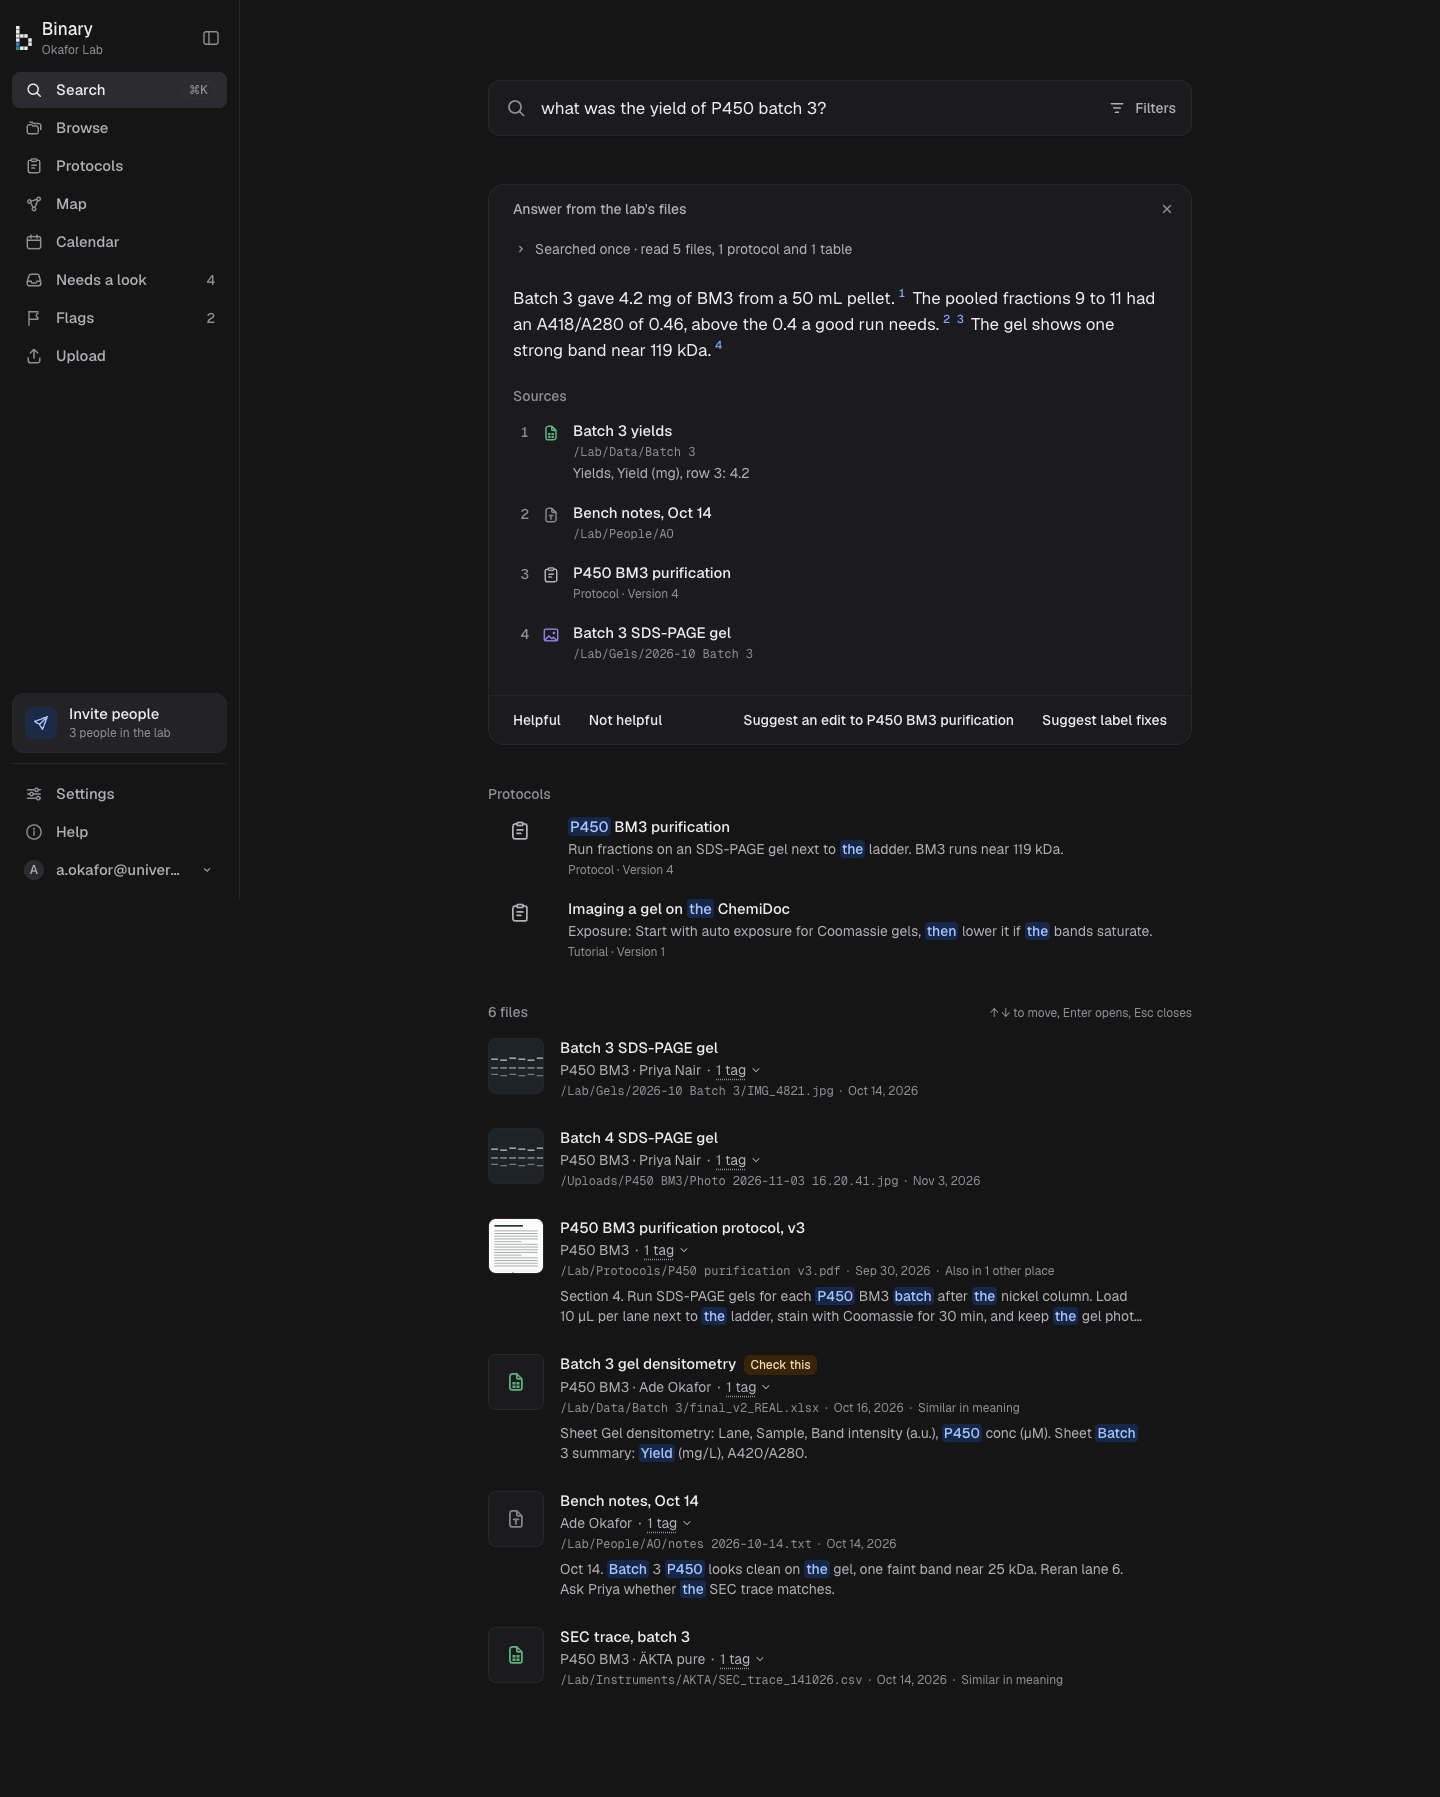 Binary
Okafor Lab
Search ⌘K
Browse
Protocols
Map
Calendar
Needs a look 4
Flags 2
Upload
Invite people
3 people in the lab
Settings
Help
A a.okafor@univer...
what was the yield of P450 batch 3?
Filters
Answer from the lab's files
Searched once · read 5 files, 1 protocol and 1 table
Batch 3 gave 4.2 mg of BM3 from a 50 mL pellet. 1 The pooled fractions 9 to 11 had
an A418/A280 of 0.46, above the 0.4 a good run needs. 2 3 The gel shows one
strong band near 119 kDa. 4
Sources
1 Batch 3 yields
/Lab/Data/Batch 3
Yields, Yield (mg), row 3: 4.2
2 Bench notes, Oct 14
/Lab/People/AO
3 P450 BM3 purification
Protocol · Version 4
4 Batch 3 SDS-PAGE gel
/Lab/Gels/2026-10 Batch 3
Helpful Not helpful Suggest an edit to P450 BM3 purification Suggest label fixes
Protocols
P450 BM3 purification
Run fractions on an SDS-PAGE gel next to the ladder. BM3 runs near 119 kDa.
Protocol · Version 4
Imaging a gel on the ChemiDoc
Exposure: Start with auto exposure for Coomassie gels, then lower it if the bands saturate.
Tutorial · Version 1
6 files ↑↓ to move, Enter opens, Esc closes
Batch 3 SDS-PAGE gel
P450 BM3 · Priya Nair · 1 tag
/Lab/Gels/2026-10 Batch 3/IMG_4821.jpg · Oct 14, 2026
Batch 4 SDS-PAGE gel
P450 BM3 · Priya Nair · 1 tag
/Uploads/P450 BM3/Photo 2026-11-03 16.20.41.jpg · Nov 3, 2026
P450 BM3 purification protocol, v3
P450 BM3 · 1 tag
/Lab/Protocols/P450 purification v3.pdf · Sep 30, 2026 · Also in 1 other place
Section 4. Run SDS-PAGE gels for each P450 BM3 batch after the nickel column. Load
10 µL per lane next to the ladder, stain with Coomassie for 30 min, and keep the gel phot...
Batch 3 gel densitometry Check this
P450 BM3 · Ade Okafor · 1 tag
/Lab/Data/Batch 3/final_v2_REAL.xlsx · Oct 16, 2026 · Similar in meaning
Sheet Gel densitometry: Lane, Sample, Band intensity (a.u.), P450 conc (µM). Sheet Batch
3 summary: Yield (mg/L), A420/A280.
Bench notes, Oct 14
Ade Okafor · 1 tag
/Lab/People/AO/notes 2026-10-14.txt · Oct 14, 2026
Oct 14. Batch 3 P450 looks clean on the gel, one faint band near 25 kDa. Reran lane 6.
Ask Priya whether the SEC trace matches.
SEC trace, batch 3
P450 BM3 · ÄKTA pure · 1 tag
/Lab/Instruments/AKTA/SEC_trace_141026.csv · Oct 14, 2026 · Similar in meaning